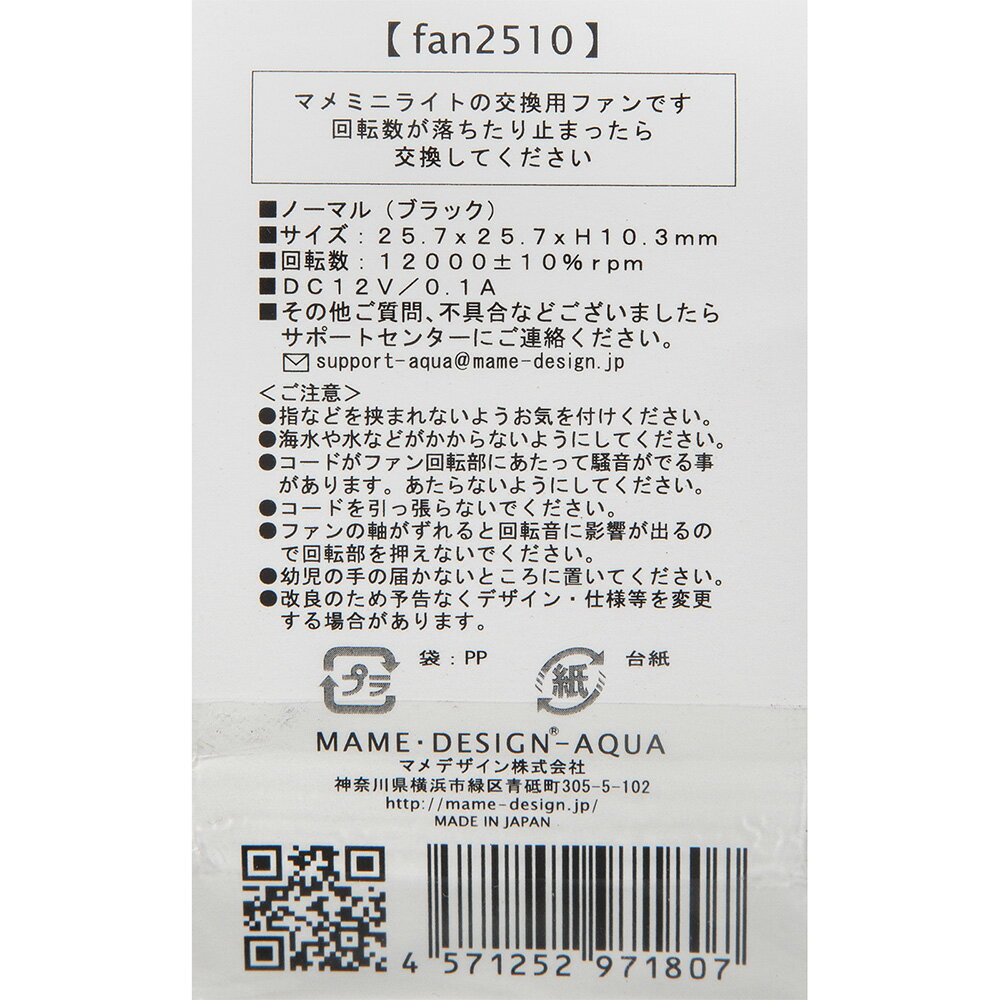 【fan2510】
マメミニライトの交換用ファンです
回転数が落ちたり止まったら
交換してください
■ノーマル（ブラック）
■サイズ：25.7x25.7xH10.3mm
■回転数：12000±10%rpm
■DC12V／0.1A
■その他ご質問、不具合などございましたら
サポートセンターにご連絡ください。
support-aqua@mame-design.jp
＜ご注意＞
●指などを挟まれないようお気を付けください。
●海水や水などがかからないようにしてください。
●コードがファン回転部にあたって騒音がでる事
があります。あたらないようにしてください。
●コードを引っ張らないでください。
●ファンの軸がずれると回転音に影響が出るの
で回転部を押えないでください。
●幼児の手の届かないところに置いてください。
●改良のため予告なくデザイン・仕様等を変更
する場合があります。
プラ 袋：PP 紙 台紙
MAME・DESIGN®-AQUA
マメデザイン株式会社
神奈川県横浜市緑区青砥町305-5-102
http://mame-design.jp/
MADE IN JAPAN
4 571252 971807